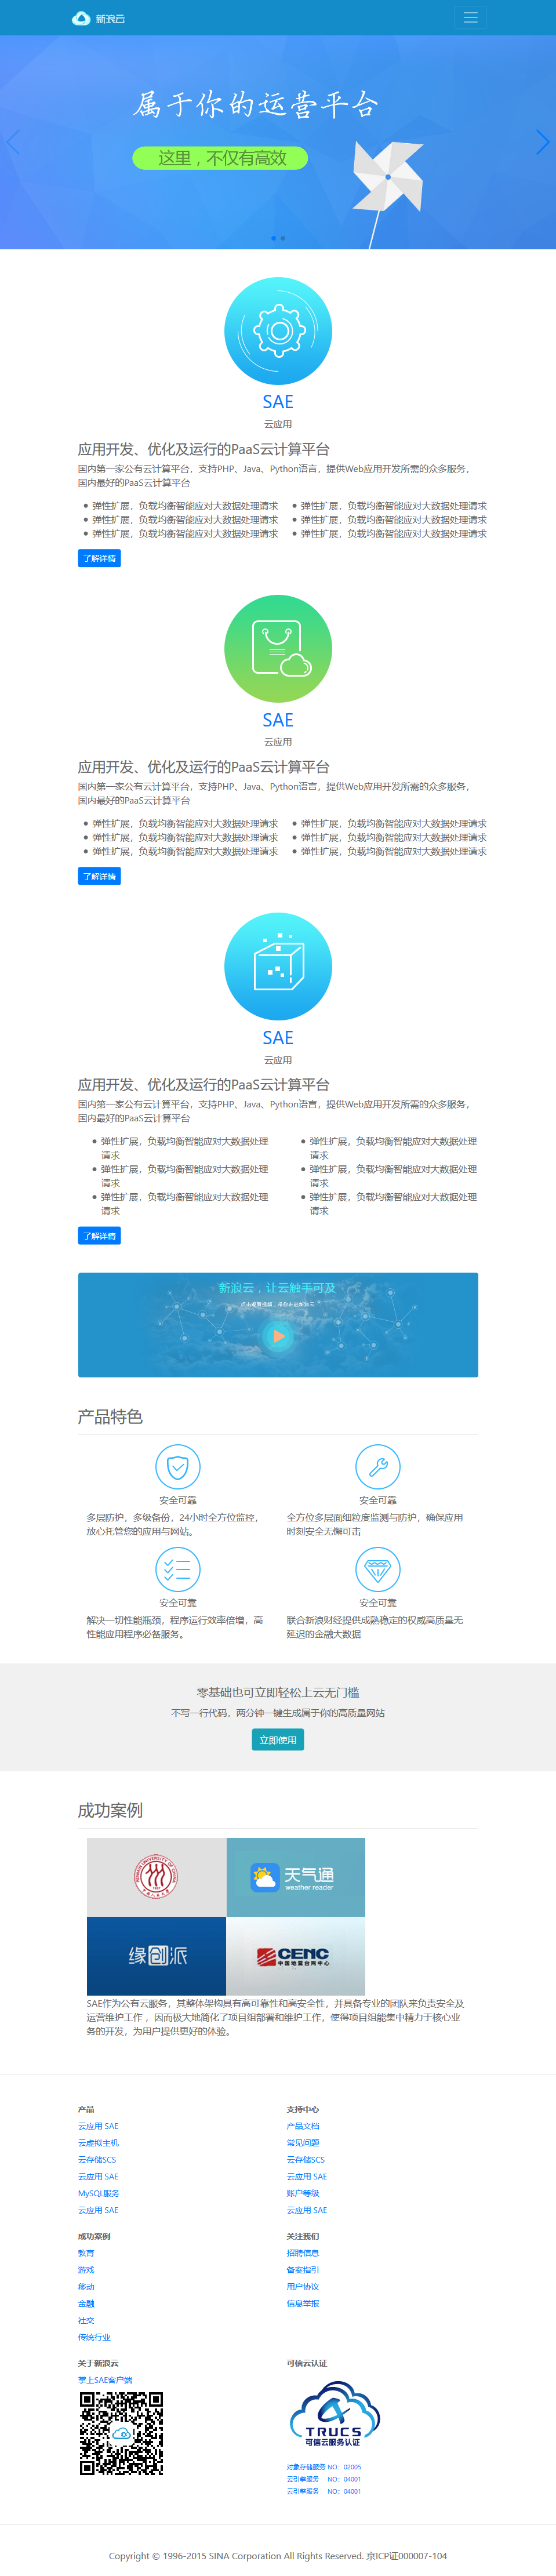 新浪云
属于你的运营平台
这里，不仅有高效
SAE
云应用
应用开发、优化及运行的PaaS云计算平台
国内第一家公有云计算平台，支持PHP、Java、Python语言，提供Web应用开发所需的众多服务，
国内最好的PaaS云计算平台
弹性扩展，负载均衡智能应对大数据处理请求
弹性扩展，负载均衡智能应对大数据处理请求
弹性扩展，负载均衡智能应对大数据处理请求
弹性扩展，负载均衡智能应对大数据处理请求
弹性扩展，负载均衡智能应对大数据处理请求
弹性扩展，负载均衡智能应对大数据处理请求
了解详情
SAE
云应用
应用开发、优化及运行的PaaS云计算平台
国内第一家公有云计算平台，支持PHP、Java、Python语言，提供Web应用开发所需的众多服务，
国内最好的PaaS云计算平台
弹性扩展，负载均衡智能应对大数据处理请求
弹性扩展，负载均衡智能应对大数据处理请求
弹性扩展，负载均衡智能应对大数据处理请求
弹性扩展，负载均衡智能应对大数据处理请求
弹性扩展，负载均衡智能应对大数据处理请求
弹性扩展，负载均衡智能应对大数据处理请求
了解详情
SAE
云应用
应用开发、优化及运行的PaaS云计算平台
国内第一家公有云计算平台，支持PHP、Java、Python语言，提供Web应用开发所需的众多服务，
国内最好的PaaS云计算平台
弹性扩展，负载均衡智能应对大数据处理
请求
弹性扩展，负载均衡智能应对大数据处理
请求
弹性扩展，负载均衡智能应对大数据处理
请求
弹性扩展，负载均衡智能应对大数据处理
请求
弹性扩展，负载均衡智能应对大数据处理
请求
弹性扩展，负载均衡智能应对大数据处理
请求
了解详情
新浪云，让云触手可及
产品特色
安全可靠
多层防护，多级备份，24小时全方位监控，
放心托管您的应用与网站。
安全可靠
全方位多层面细粒度监测与防护，确保应用
时刻安全无懈可击
安全可靠
解决一切性能瓶颈，程序运行效率倍增，高
性能应用程序必备服务。
安全可靠
联合新浪财经提供成熟稳定的权威高质量无
延迟的金融大数据
零基础也可立即轻松上云无门槛
不写一行代码，两分钟一键生成属于你的高质量网站
立即使用
成功案例
天气通
weather reader
缘创派
CENC
中国地震台网中心
SAE作为公有云服务，其整体架构具有高可靠性和高安全性，并具备专业的团队来负责安全及
运营维护工作 ，因而极大地简化了项目组部署和维护工作，使得项目组能集中精力于核心业
务的开发，为用户提供更好的体验。
产品
云应用 SAE
云虚拟主机
云存储SCS
云应用 SAE
MySQL服务
云应用 SAE
支持中心
产品文档
常见问题
云存储SCS
云应用 SAE
账户等级
云应用 SAE
成功案例
教育
游戏
移动
金融
社交
传统行业
关注我们
招聘信息
备案指引
用户协议
信息举报
关于新浪云
掌上SAE客户端
可信云认证
TRUCS
可信云服务认证
对象存储服务 NO：02005
云引擎服务 NO：04001
云引擎服务 NO：04001
Copyright © 1996-2015 SINA Corporation All Rights Reserved. 京ICP证000007-104